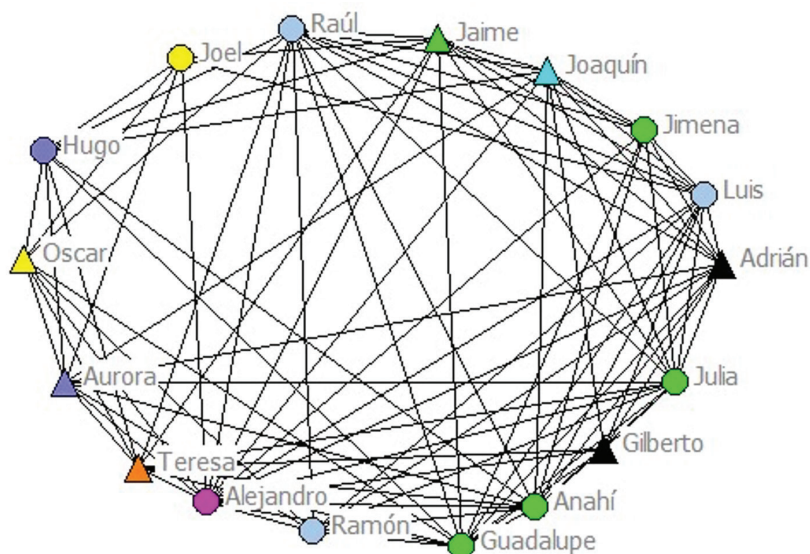 Raúl
Jaime
Joel
Joaquín
Jimena
Hugo
Luis
Oscar
Adrián
Aurora
Julia
Gilberto
Teresa
Alejandro
Anahí
Ramón
Guadalupe